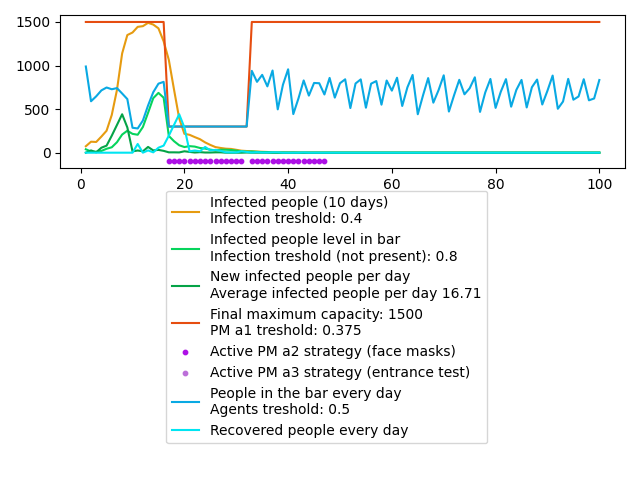 1500
1000
500
0
0
20
40
60
80
100
Infected people (10 days)
Infection treshold: 0.4
Infected people level in bar
Infection treshold (not present): 0.8
New infected people per day
Average infected people per day 16.71
Final maximum capacity: 1500
PM a1 treshold: 0.375
Active PM a2 strategy (face masks)
Active PM a3 strategy (entrance test)
People in the bar every day
Agents treshold: 0.5
Recovered people every day